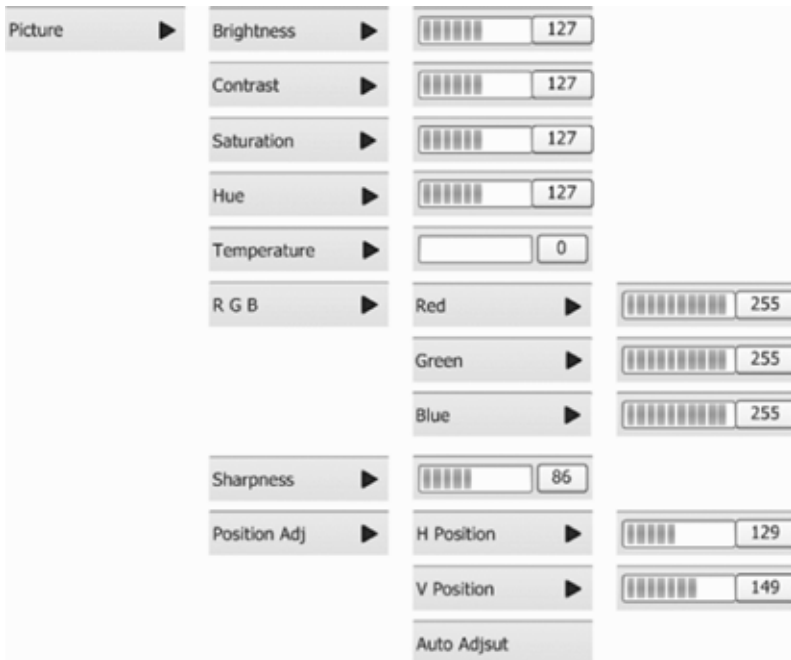 Picture Brightness 127
Contrast 127
Saturation 127
Hue 127
Temperature 0
R G B Red 255
Green 255
Blue 255
Sharpness 86
Position Adj H Position 129
V Position 149
Auto Adjsut